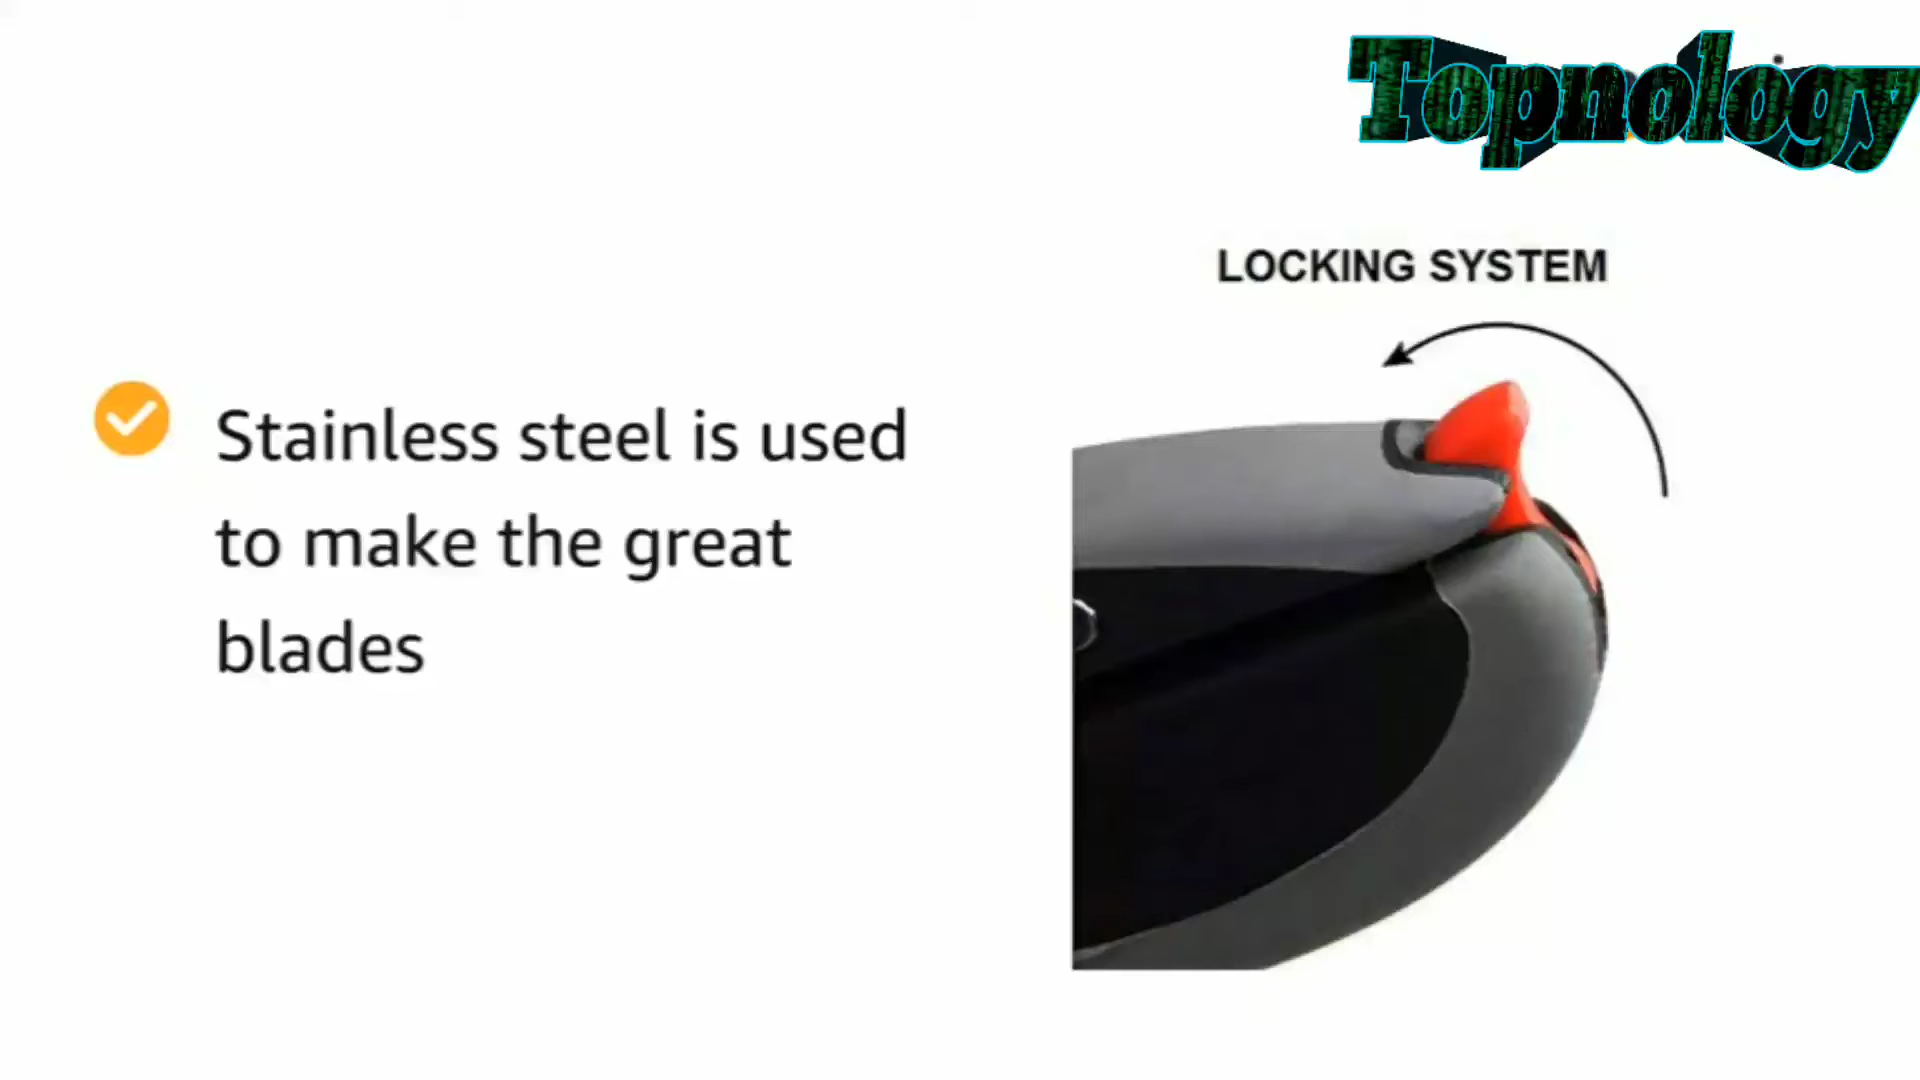 Topnology
LOCKING SYSTEM
Stainless steel is used
to make the great
blades